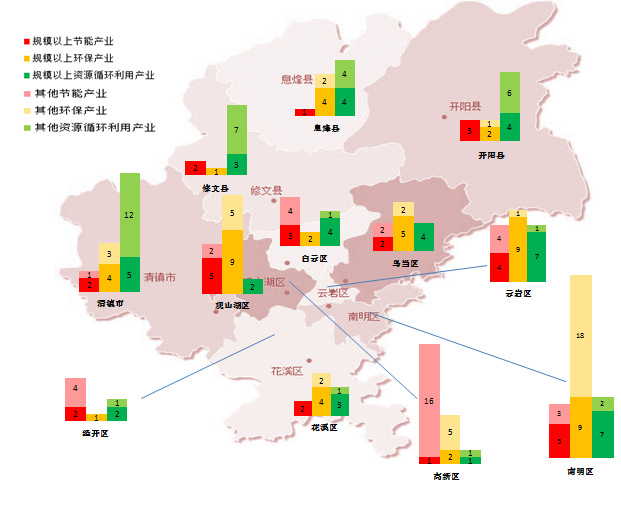 规模以上节能产业
规模以上环保产业
规模以上资源循环利用产业
其他节能产业
其他环保产业
其他资源循环利用产业
息烽县
1
4
2
4
4
息烽县
开阳县
3
2
1
4
6
开阳县
2
1
3
7
修文县
修文县
2
1
4
3
5
12
清镇市
清镇市
5
2
9
5
2
观山湖区
湖区
3
4
2
4
1
白云区
2
2
5
2
4
乌当区
云岩区
4
4
9
1
7
1
云岩区
南明区
5
3
9
18
7
2
南明区
花溪区
2
4
2
3
1
花溪区
2
4
1
2
1
经开区
1
16
2
5
1
1
高新区